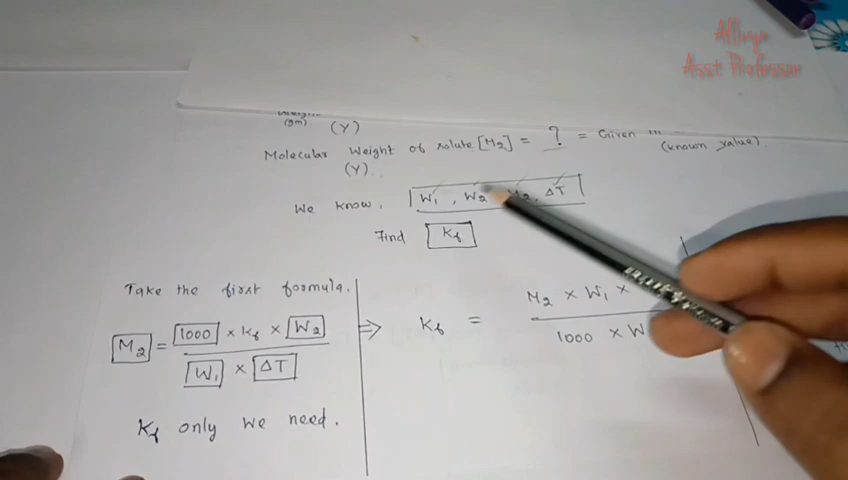 Asst Professor
(gm)
(Y)
Molecular Weight of solute [M2] = ? = Given
(Y)
(known value)
We know, W1, W2, M2, ΔT
Find Kf
Take the first formula.
M2 = 1000 × Kf × W2
W1 × ΔT
Kf only we need.
⇒ Kf = M2 × W1 ×
1000 × W